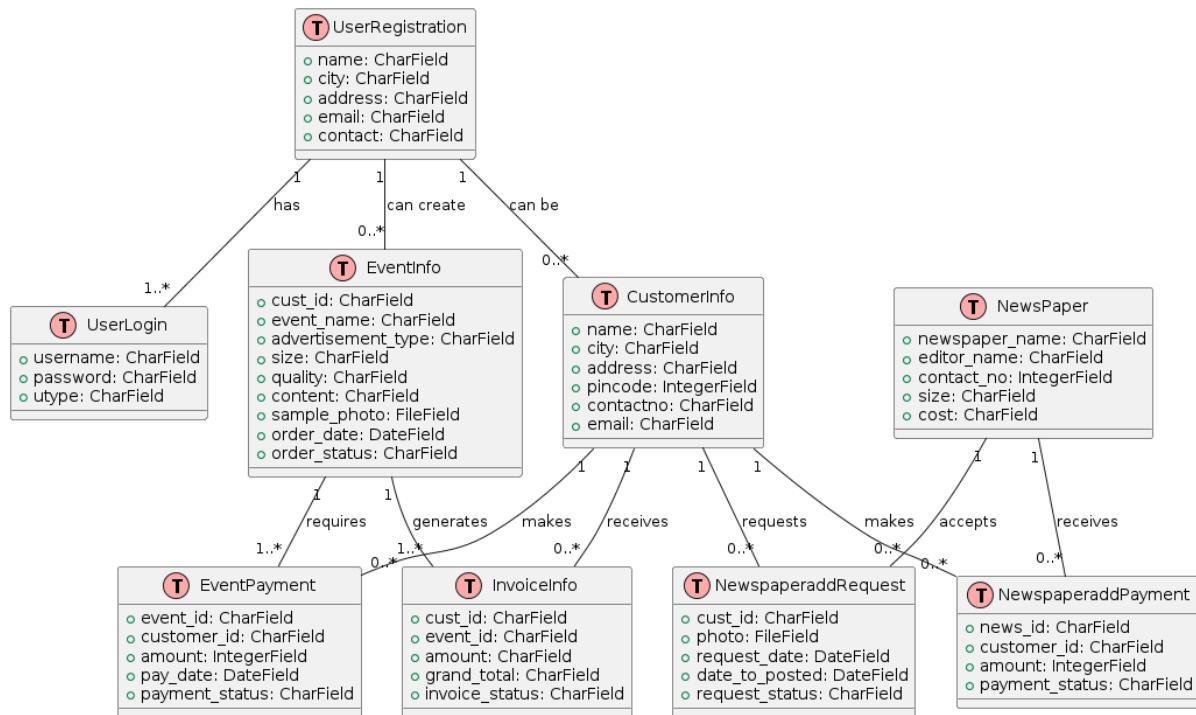 T UserRegistration
name: CharField
city: CharField
address: CharField
email: CharField
contact: CharField
1
1
1
has
can create
can be
1..*
0..*
0..*
T UserLogin
username: CharField
password: CharField
utype: CharField
T EventInfo
cust_id: CharField
event_name: CharField
advertisement_type: CharField
size: CharField
quality: CharField
content: CharField
sample_photo: FileField
order_date: DateField
order_status: CharField
T CustomerInfo
name: CharField
city: CharField
address: CharField
pincode: IntegerField
contactno: CharField
email: CharField
T NewsPaper
newspaper_name: CharField
editor_name: CharField
contact_no: IntegerField
size: CharField
cost: CharField
1
1
1
1
1
1
1
1
requires
generates
makes
receives
requests
makes
accepts
receives
1..*
0..*
1..*
0..*
0..*
0..*
0..*
0..*
T EventPayment
event_id: CharField
customer_id: CharField
amount: IntegerField
pay_date: DateField
payment_status: CharField
T InvoiceInfo
cust_id: CharField
event_id: CharField
amount: CharField
grand_total: CharField
invoice_status: CharField
T NewspaperaddRequest
cust_id: CharField
photo: FileField
request_date: DateField
date_to_posted: DateField
request_status: CharField
T NewspaperaddPayment
news_id: CharField
customer_id: CharField
amount: IntegerField
payment_status: CharField